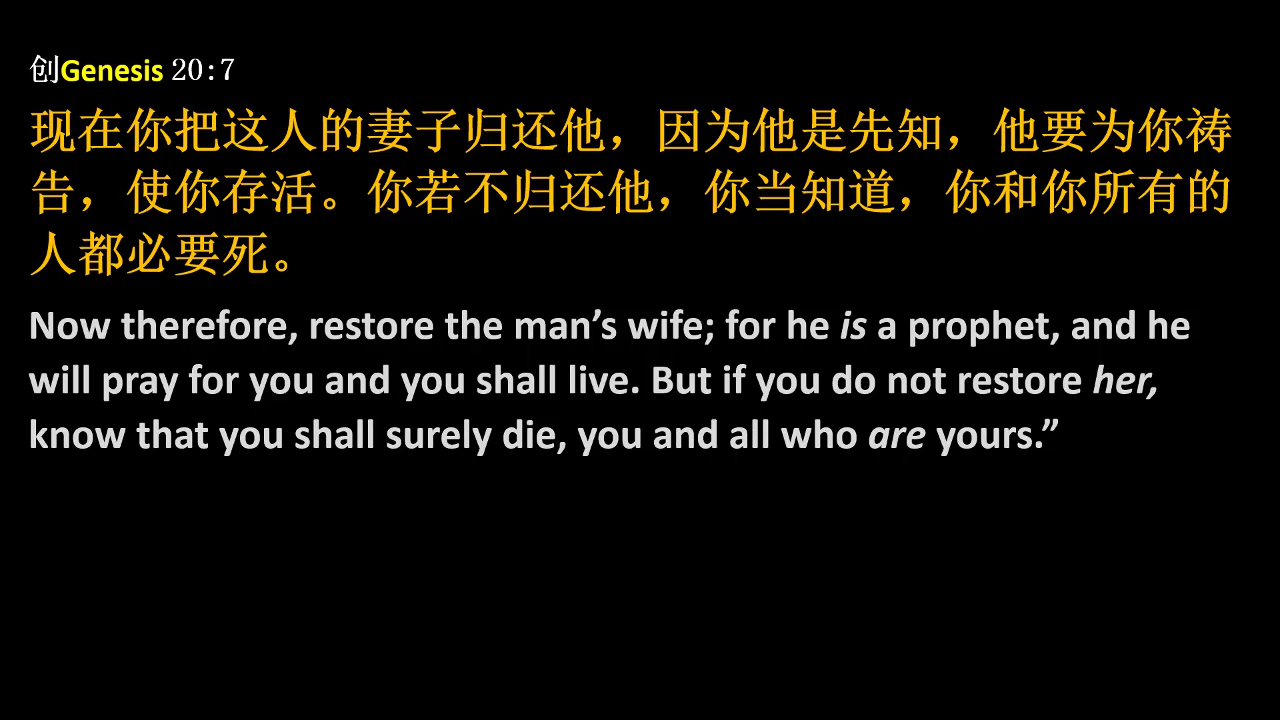 创Genesis 20:7
现在你把这人的妻子归还他，因为他是先知，他要为你祷
告，使你存活。你若不归还他，你当知道，你和你所有的
人都必要死。
Now therefore, restore the man’s wife; for he is a prophet, and he
will pray for you and you shall live. But if you do not restore her,
know that you shall surely die, you and all who are yours.”